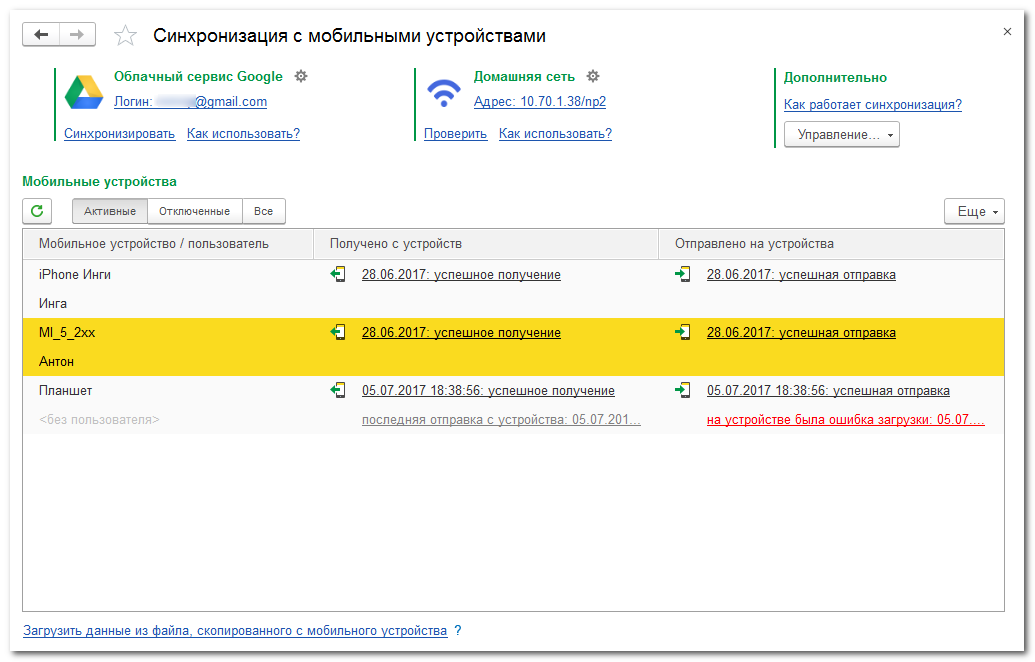 Синхронизация с мобильными устройствами
Облачный сервис Google
Логин: @gmail.com
Синхронизировать Как использовать?
Домашняя сеть
Адрес: 10.70.1.38/np2
Проверить Как использовать?
Дополнительно
Как работает синхронизация?
Управление...
Мобильные устройства
Активные Отключенные Все Еще
Мобильное устройство / пользователь Получено с устройств Отправлено на устройства
iPhone Инги 28.06.2017: успешное получение 28.06.2017: успешная отправка
Инга
MI_5_2xx 28.06.2017: успешное получение 28.06.2017: успешная отправка
Антон
Планшет 05.07.2017 18:38:56: успешное получение 05.07.2017 18:38:56: успешная отправка
<без пользователя> последняя отправка с устройства: 05.07.201... на устройстве была ошибка загрузки: 05.07....
Загрузить данные из файла, скопированного с мобильного устройства ?